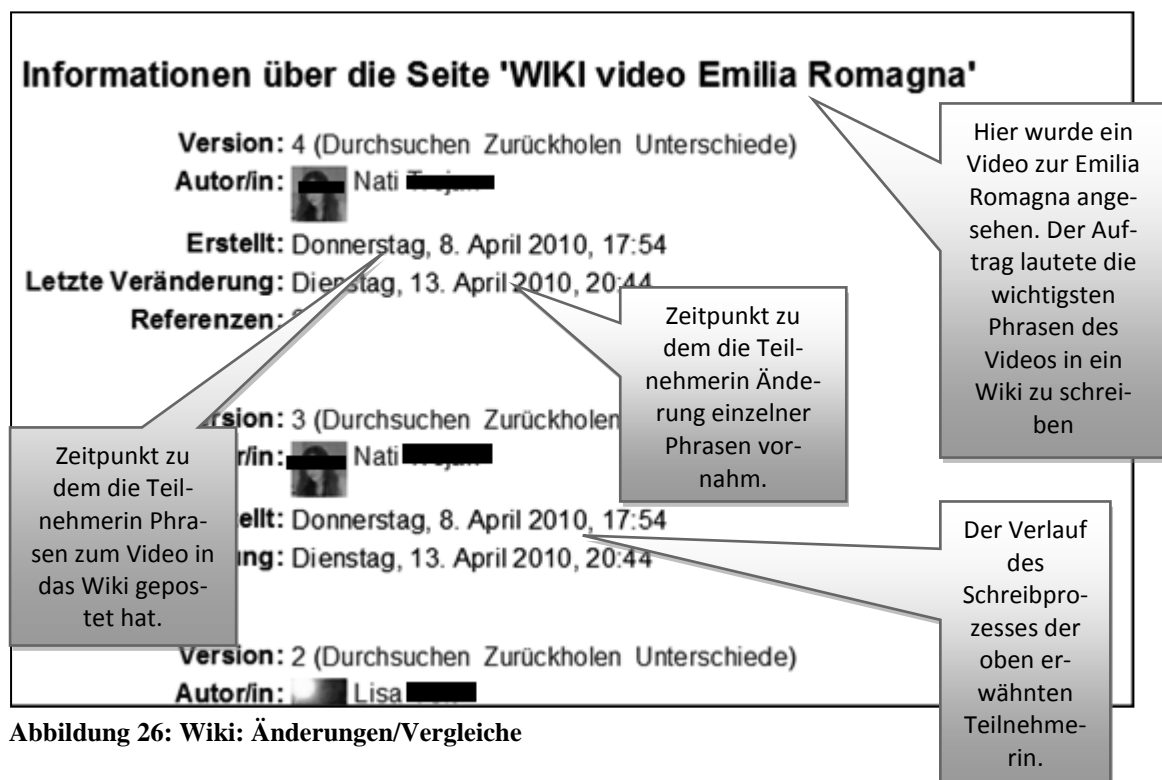 Informationen über die Seite 'WIKI video Emilia Romagna'
Version: 4 (Durchsuchen Zurückholen Unterschiede)
Autor/in: Nati
Erstellt: Donnerstag, 8. April 2010, 17:54
Letzte Veränderung: Dienstag, 13. April 2010, 20:44
Referenzen:
Hier wurde ein
Video zur Emilia
Romagna ange-
sehen. Der Auf-
trag lautete die
wichtigsten
Phrasen des
Videos in ein
Wiki zu schrei-
ben
Zeitpunkt zu
dem die Teil-
nehmerin Ände-
rung einzelner
Phrasen vor-
nahm.
rsion: 3 (Durchsuchen Zurückholen
r/in: Nati
ellt: Donnerstag, 8. April 2010, 17:54
ung: Dienstag, 13. April 2010, 20:44
Zeitpunkt zu
dem die Teil-
nehmerin Phra-
sen zum Video in
das Wiki gepos-
tet hat.
Der Verlauf
des
Schreibpro-
zesses der
oben er-
wähnten
Teilnehme-
rin.
Version: 2 (Durchsuchen Zurückholen Unterschiede)
Autor/in: Lisa
Abbildung 26: Wiki: Änderungen/Vergleiche